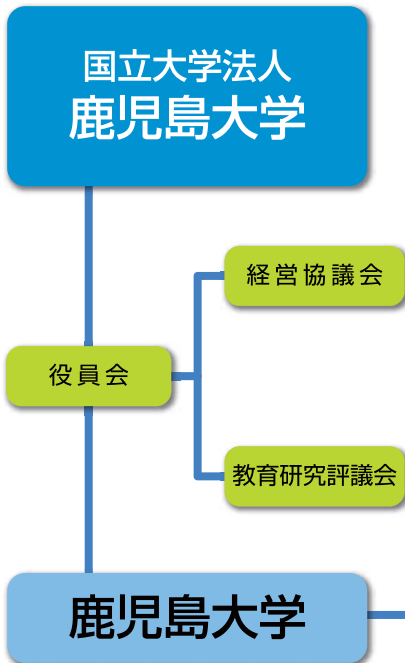 国立大学法人
鹿児島大学
経営協議会
役員会
教育研究評議会
鹿児島大学